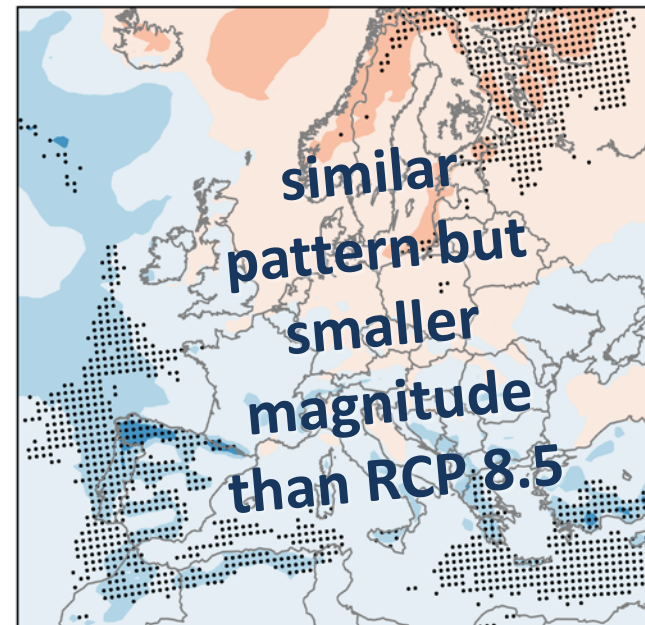 similar
pattern but
smaller
magnitude
than RCP 8.5